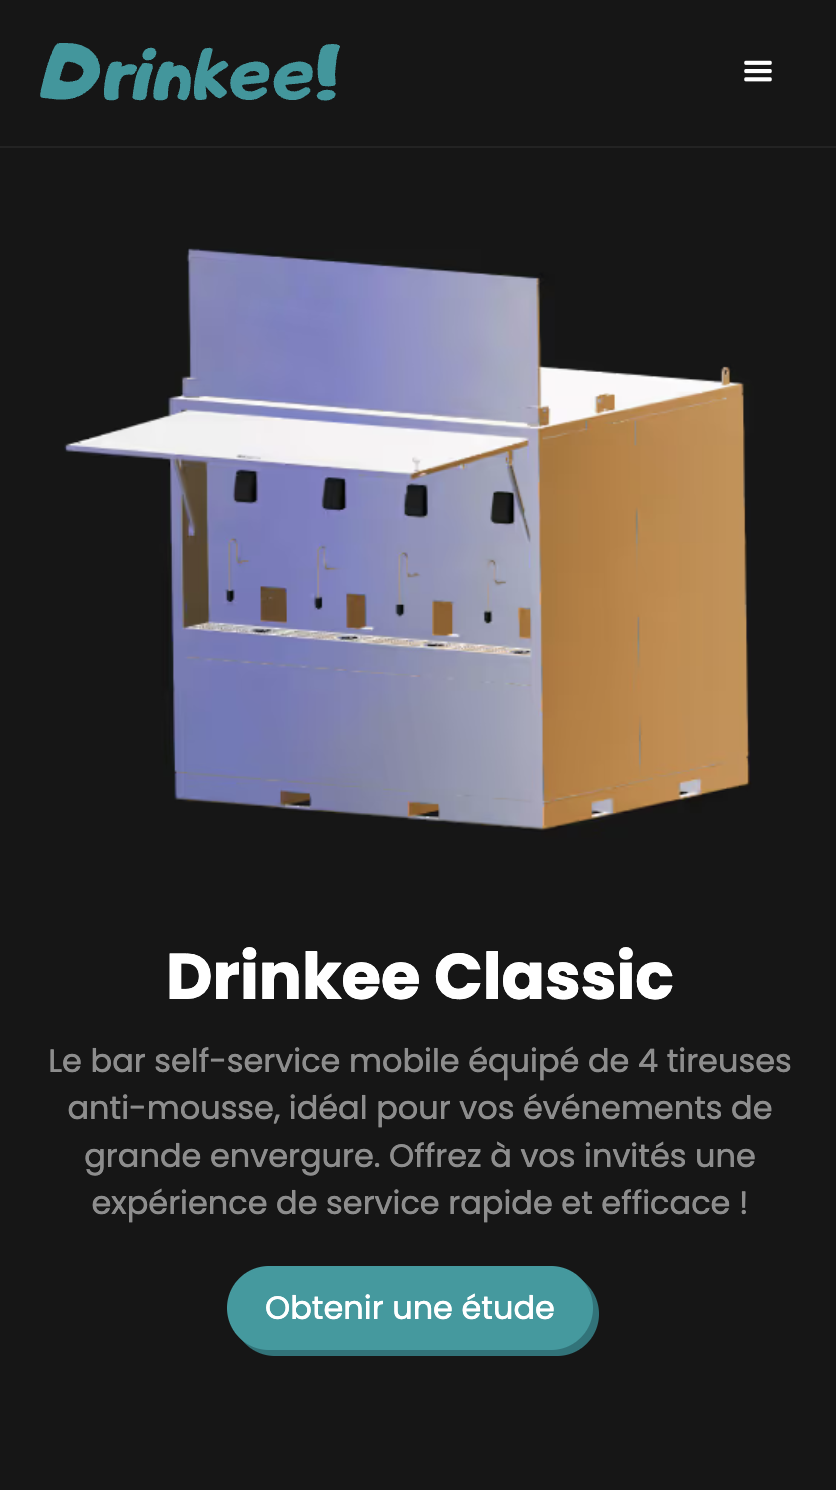 Drinkee!
Drinkee Classic
Le bar self-service mobile équipé de 4 tireuses
anti-mousse, idéal pour vos événements de
grande envergure. Offrez à vos invités une
expérience de service rapide et efficace !
Obtenir une étude